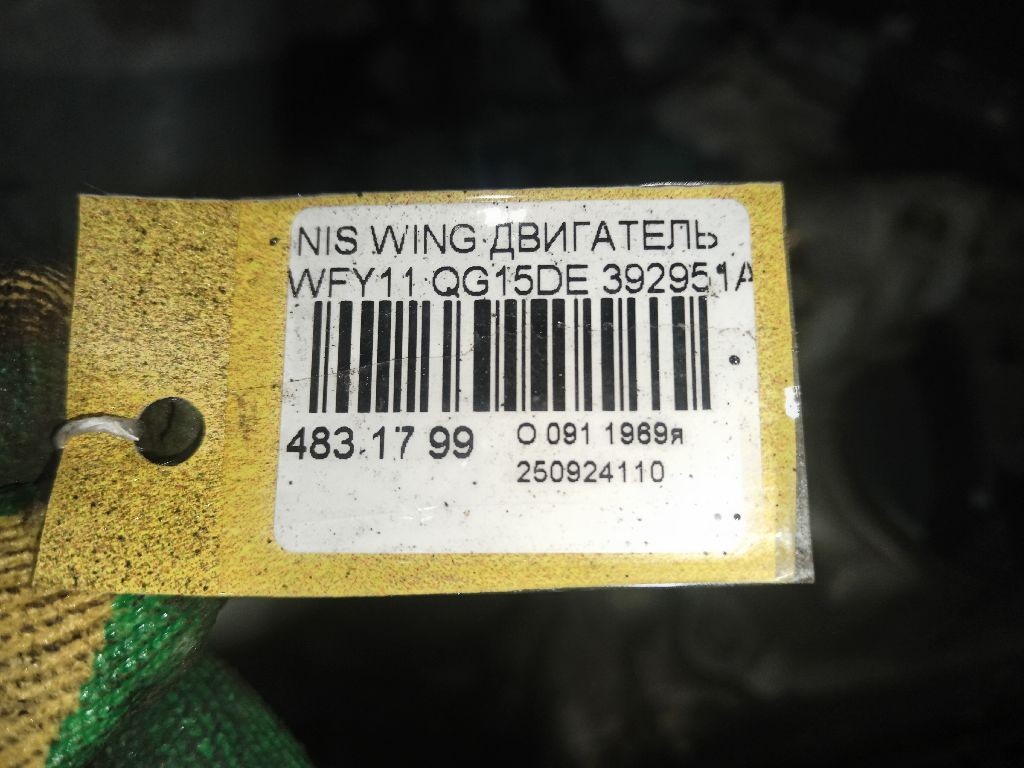 NIS WING ДВИГАТЕЛЬ
WFY11 QG15DE 392951A
483 17 99
О 091 1969я
250924110